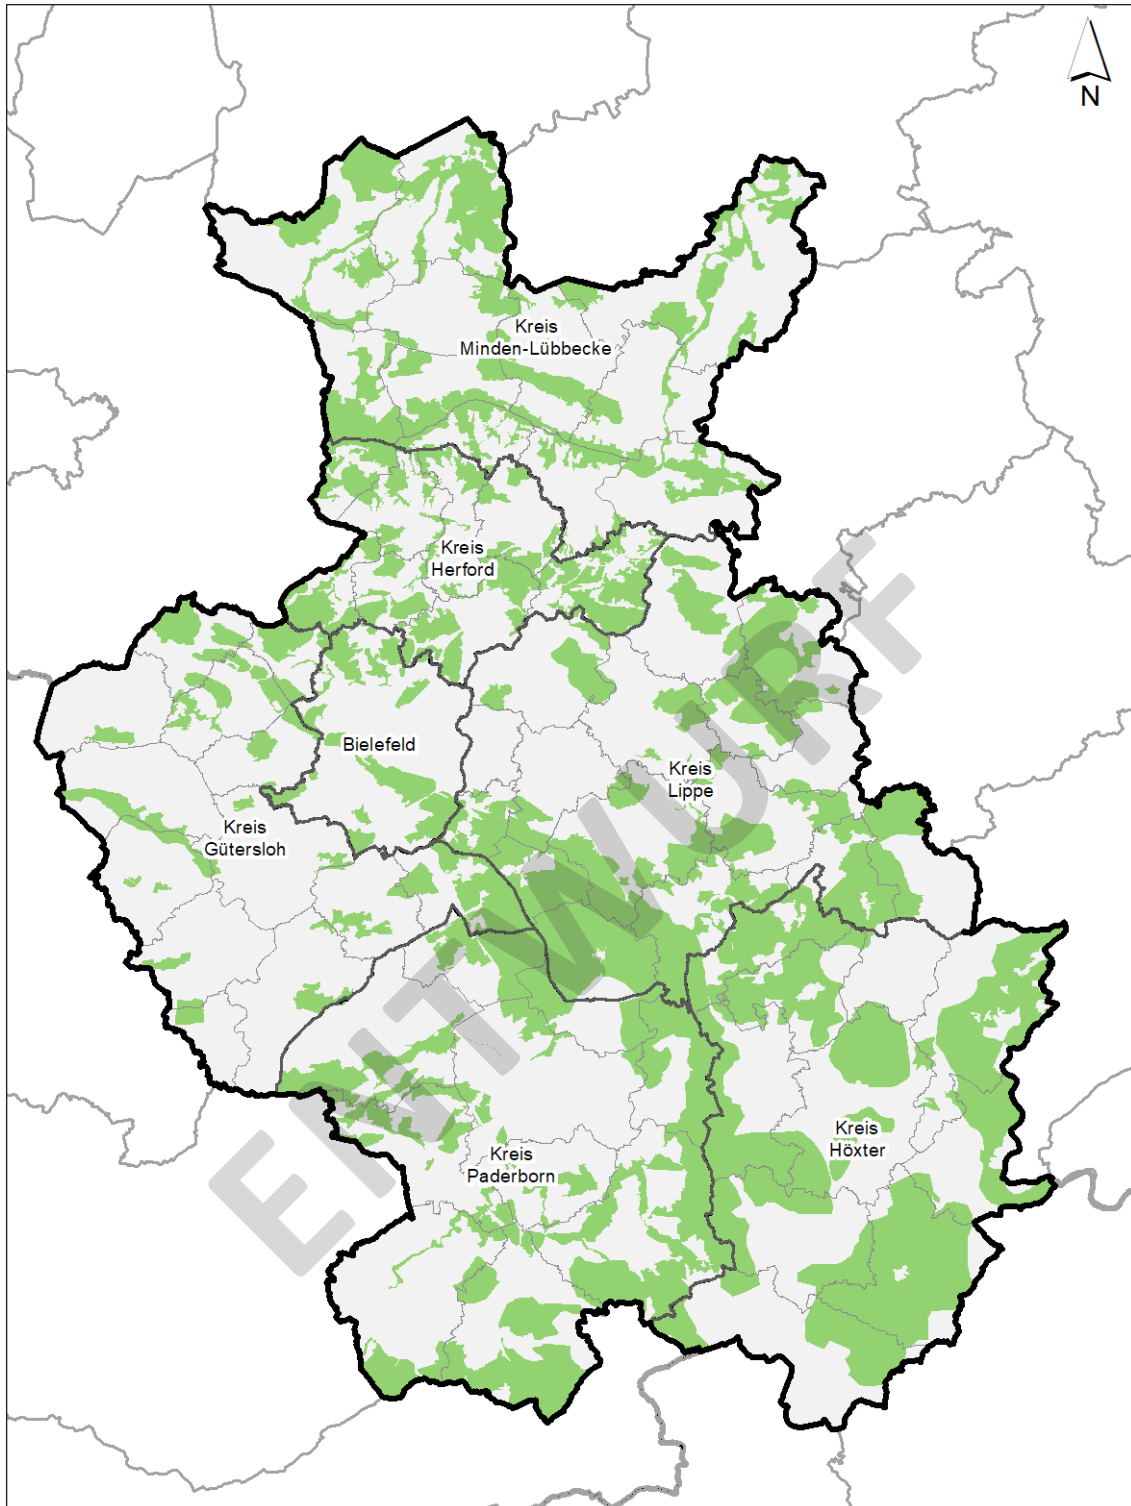 N
Kreis
Minden-Lübbecke
Kreis
Herford
Bielefeld
Kreis
Lippe
Kreis
Gütersloh
Kreis
Höxter
Kreis
Paderborn
ENTWURF